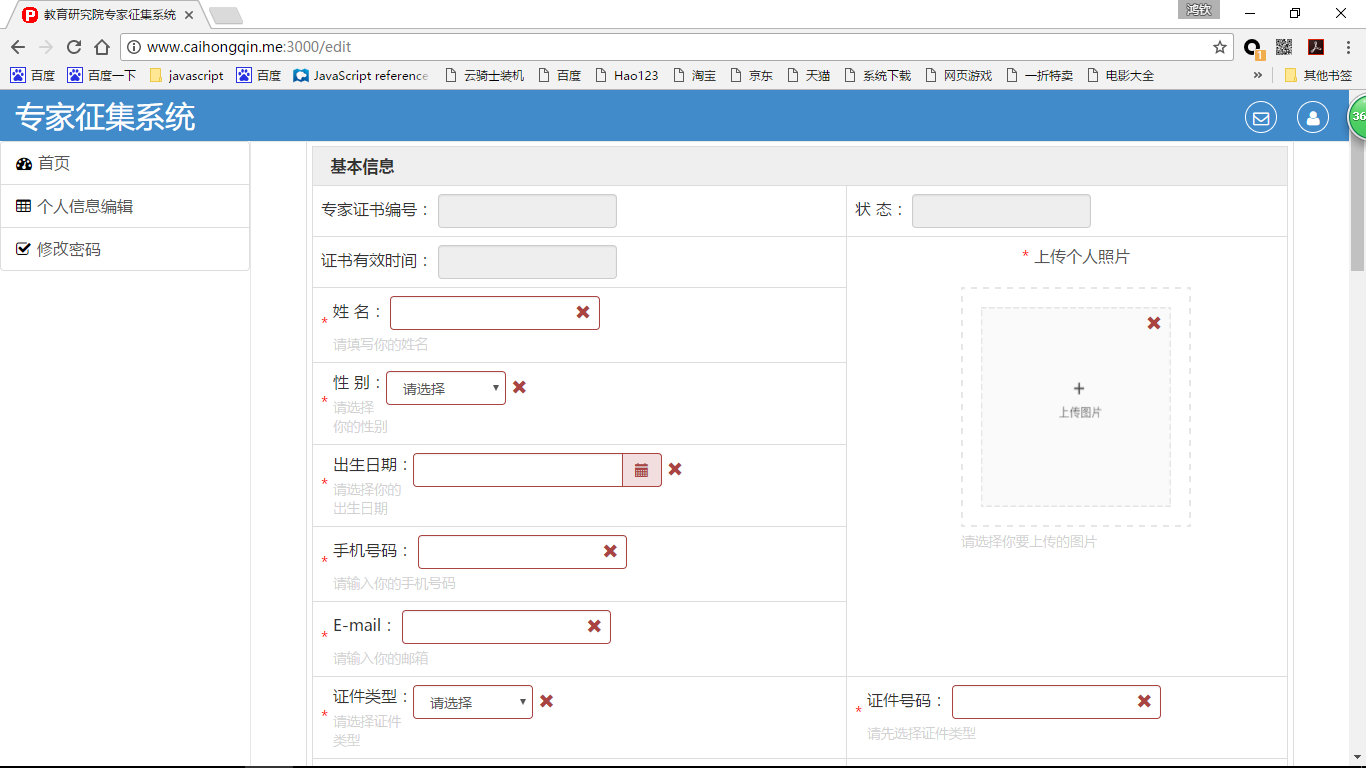 教育研究院专家征集系统
鸿钦
www.caihongqin.me:3000/edit
1
百度 百度一下 javascript 百度 JavaScript reference 云骑士装机 百度 Hao123 淘宝 京东 天猫 系统下载 网页游戏 一折特卖 电影大全 » 其他书签
专家征集系统
36
首页
个人信息编辑
修改密码
基本信息
专家证书编号：
状 态：
证书有效时间：
* 上传个人照片
* 姓 名：
请填写你的姓名
+
上传图片
* 性 别： 请选择
请选择
你的性别
* 出生日期：
请选择你的
出生日期
请选择你要上传的图片
* 手机号码：
请输入你的手机号码
* E-mail：
请输入你的邮箱
* 证件类型： 请选择
请选择证件
类型
* 证件号码：
请先选择证件类型